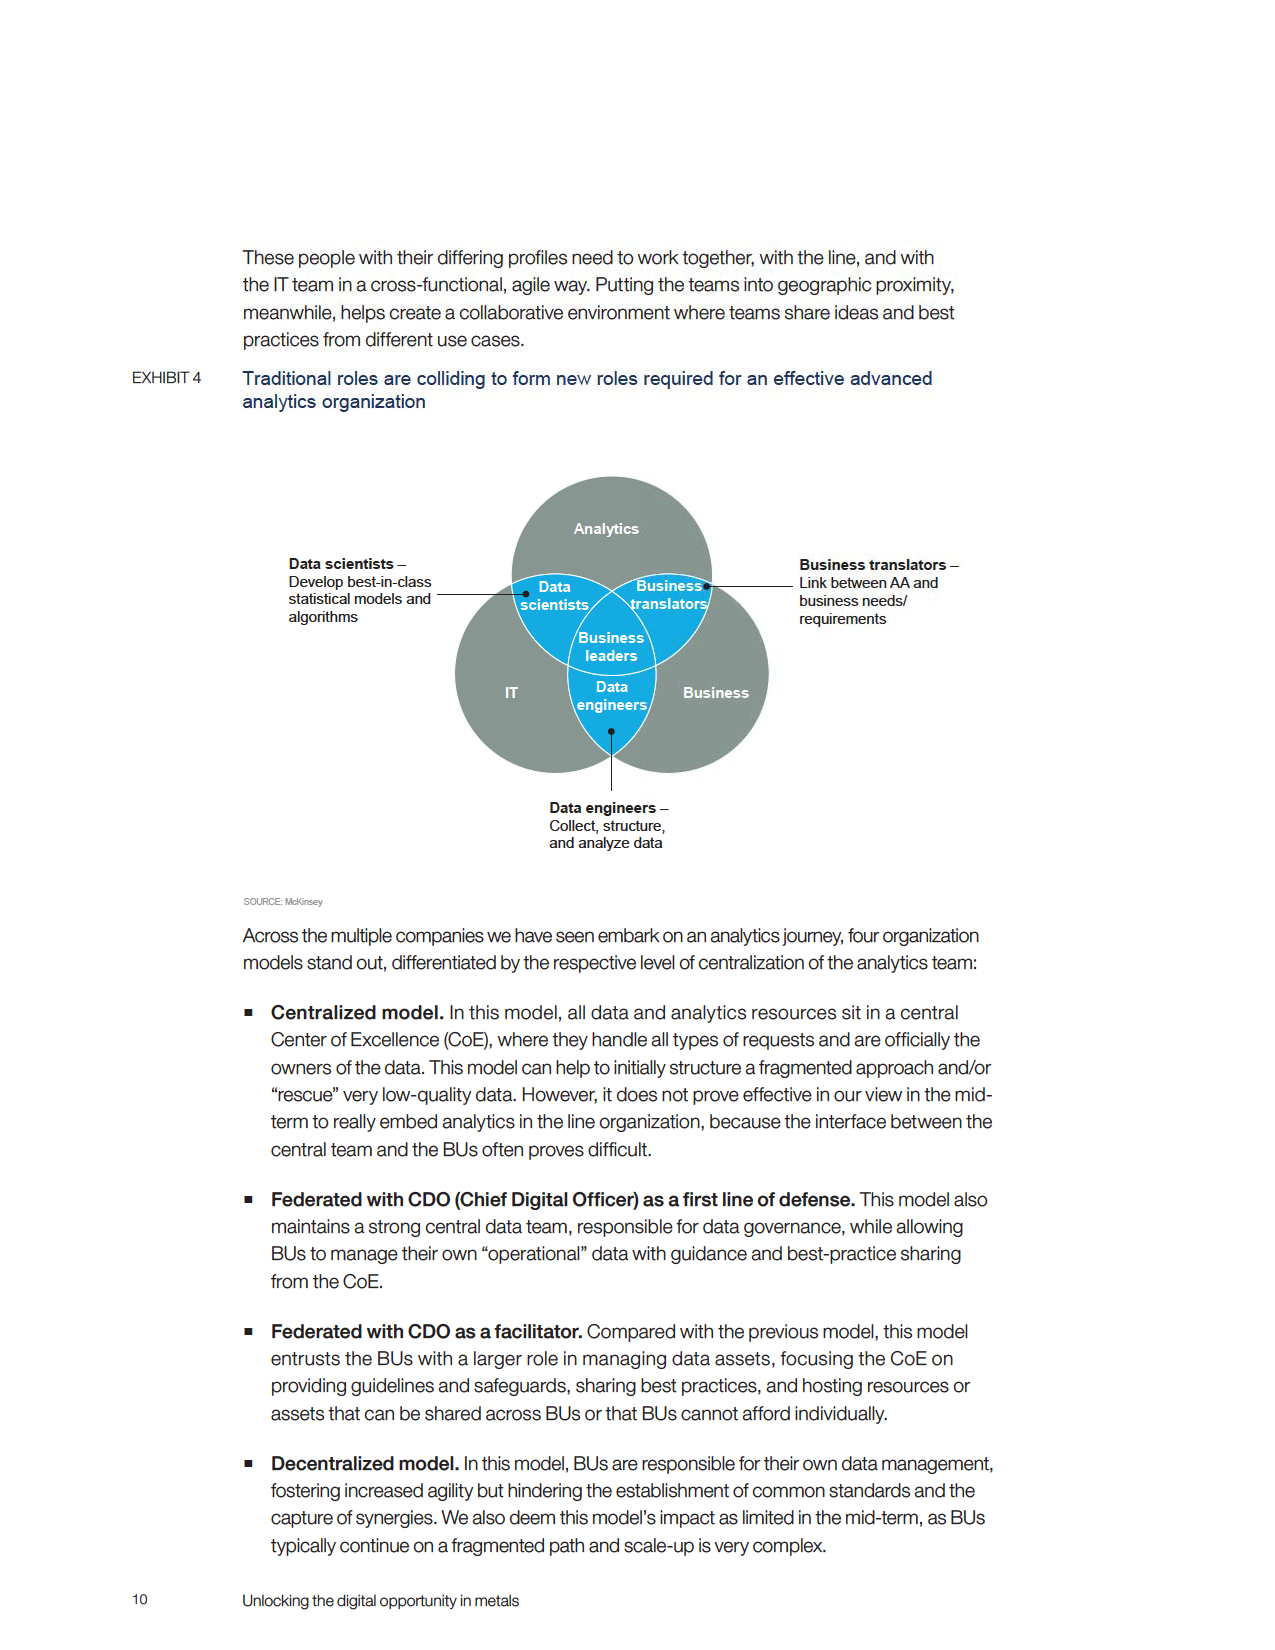 These people with their differing profiles need to work together, with the line, and with
the IT team in a cross-functional, agile way. Putting the teams into geographic proximity,
meanwhile, helps create a collaborative environment where teams share ideas and best
practices from different use cases.
EXHIBIT 4
Traditional roles are colliding to form new roles required for an effective advanced
analytics organization
Analytics
Data scientists –
Develop best-in-class
statistical models and
algorithms
Business translators –
Link between AA and
business needs/
requirements
Data
scientists
Business
translators
Business
leaders
IT
Data
engineers
Business
Data engineers –
Collect, structure,
and analyze data
SOURCE: McKinsey
Across the multiple companies we have seen embark on an analytics journey, four organization
models stand out, differentiated by the respective level of centralization of the analytics team:
▪ Centralized model. In this model, all data and analytics resources sit in a central
Center of Excellence (CoE), where they handle all types of requests and are officially the
owners of the data. This model can help to initially structure a fragmented approach and/or
“rescue” very low-quality data. However, it does not prove effective in our view in the mid-
term to really embed analytics in the line organization, because the interface between the
central team and the BUs often proves difficult.
▪ Federated with CDO (Chief Digital Officer) as a first line of defense. This model also
maintains a strong central data team, responsible for data governance, while allowing
BUs to manage their own “operational” data with guidance and best-practice sharing
from the CoE.
▪ Federated with CDO as a facilitator. Compared with the previous model, this model
entrusts the BUs with a larger role in managing data assets, focusing the CoE on
providing guidelines and safeguards, sharing best practices, and hosting resources or
assets that can be shared across BUs or that BUs cannot afford individually.
▪ Decentralized model. In this model, BUs are responsible for their own data management,
fostering increased agility but hindering the establishment of common standards and the
capture of synergies. We also deem this model’s impact as limited in the mid-term, as BUs
typically continue on a fragmented path and scale-up is very complex.
10
Unlocking the digital opportunity in metals